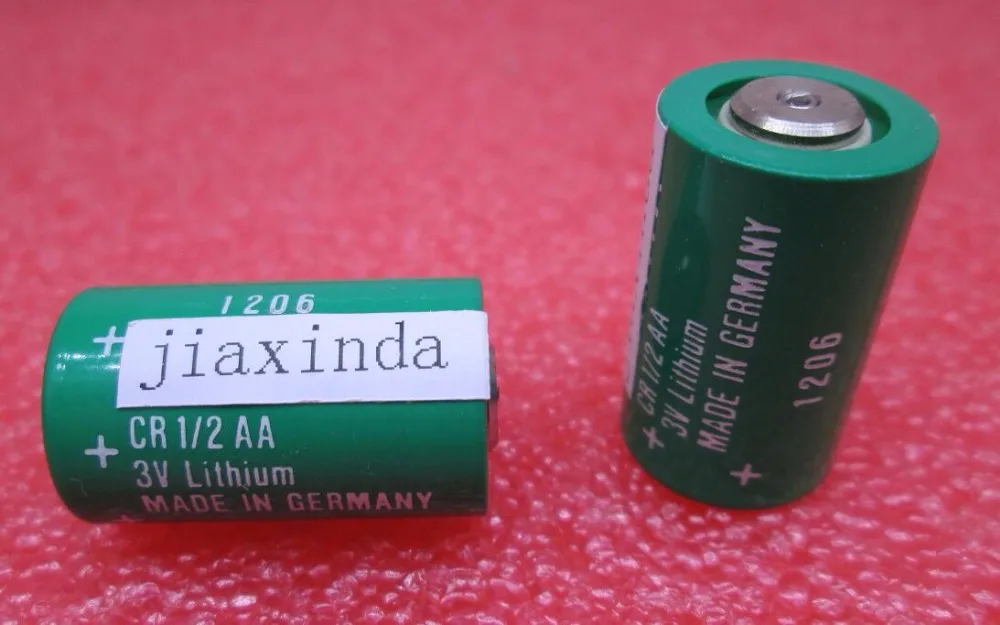 1206
+
jiaxinda
+ CR 1/2 AA
3V Lithium
MADE IN GERMANY
+ CR 1/2 AA
3V Lithium
MADE IN GERMANY
+
1206